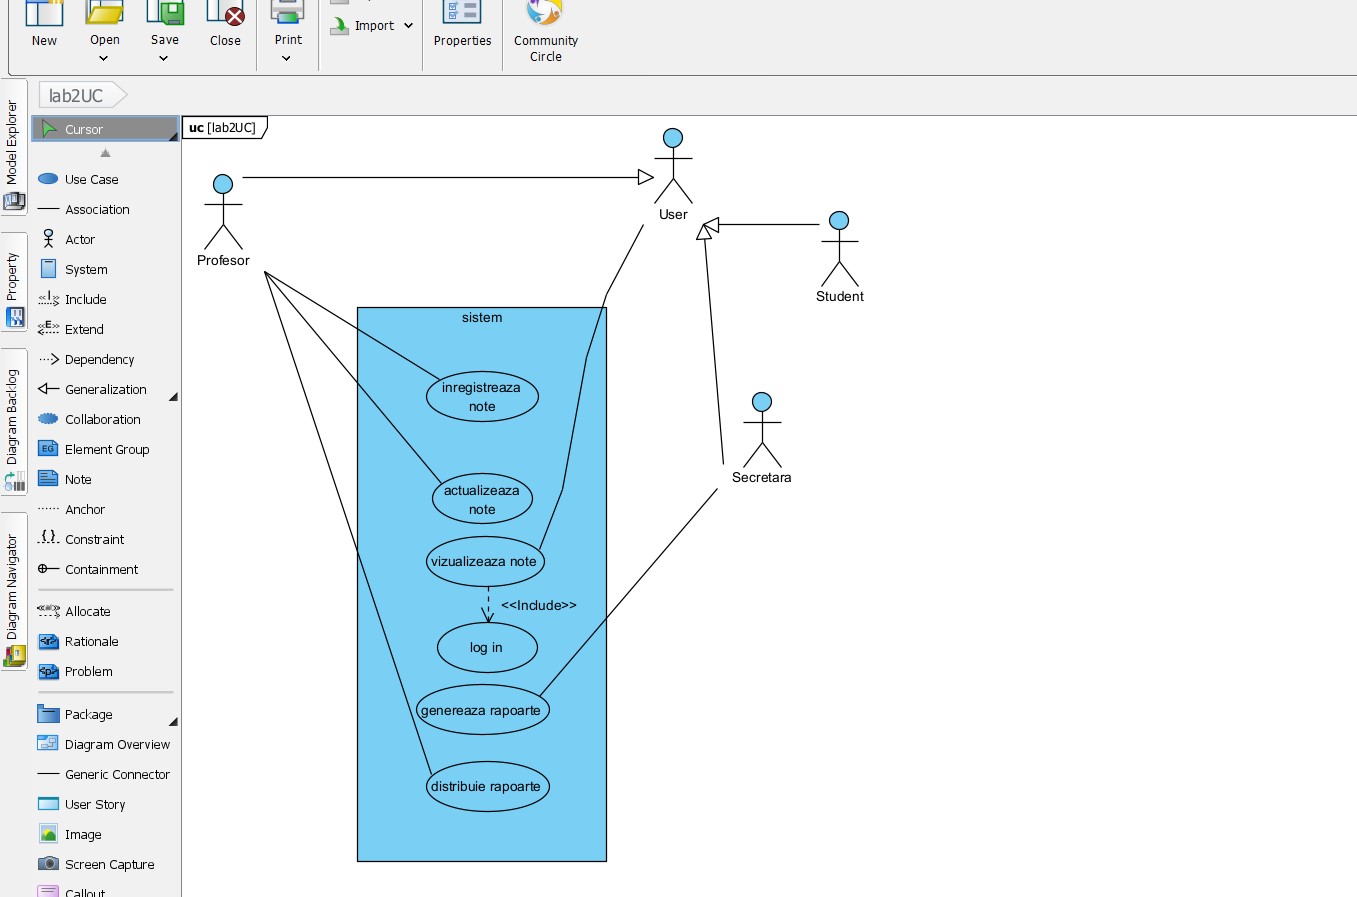 New
Open
Save
Close
Print
Import
Properties
Community
Circle
lab2UC
Model Explorer
Property
Diagram Backlog
Diagram Navigator
Cursor
Use Case
Association
Actor
System
Include
Extend
Dependency
Generalization
Collaboration
Element Group
Note
Anchor
Constraint
Containment
Allocate
Rationale
Problem
Package
Diagram Overview
Generic Connector
User Story
Image
Screen Capture
Callout
uc [lab2UC]
User
Profesor
Student
sistem
inregistreaza
note
Secretara
actualizeaza
note
vizualizeaza note
<<Include>>
log in
genereaza rapoarte
distribuie rapoarte